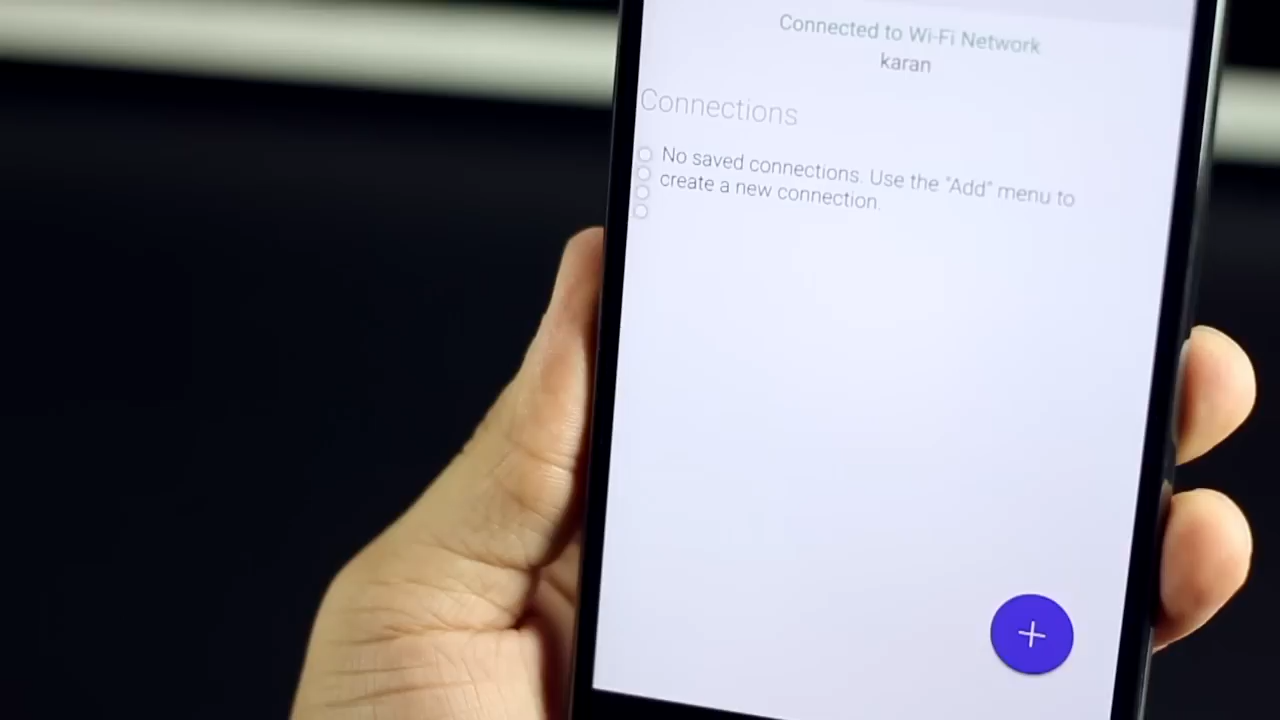 Connected to Wi-Fi Network
karan
Connections
No saved connections. Use the "Add" menu to
create a new connection.